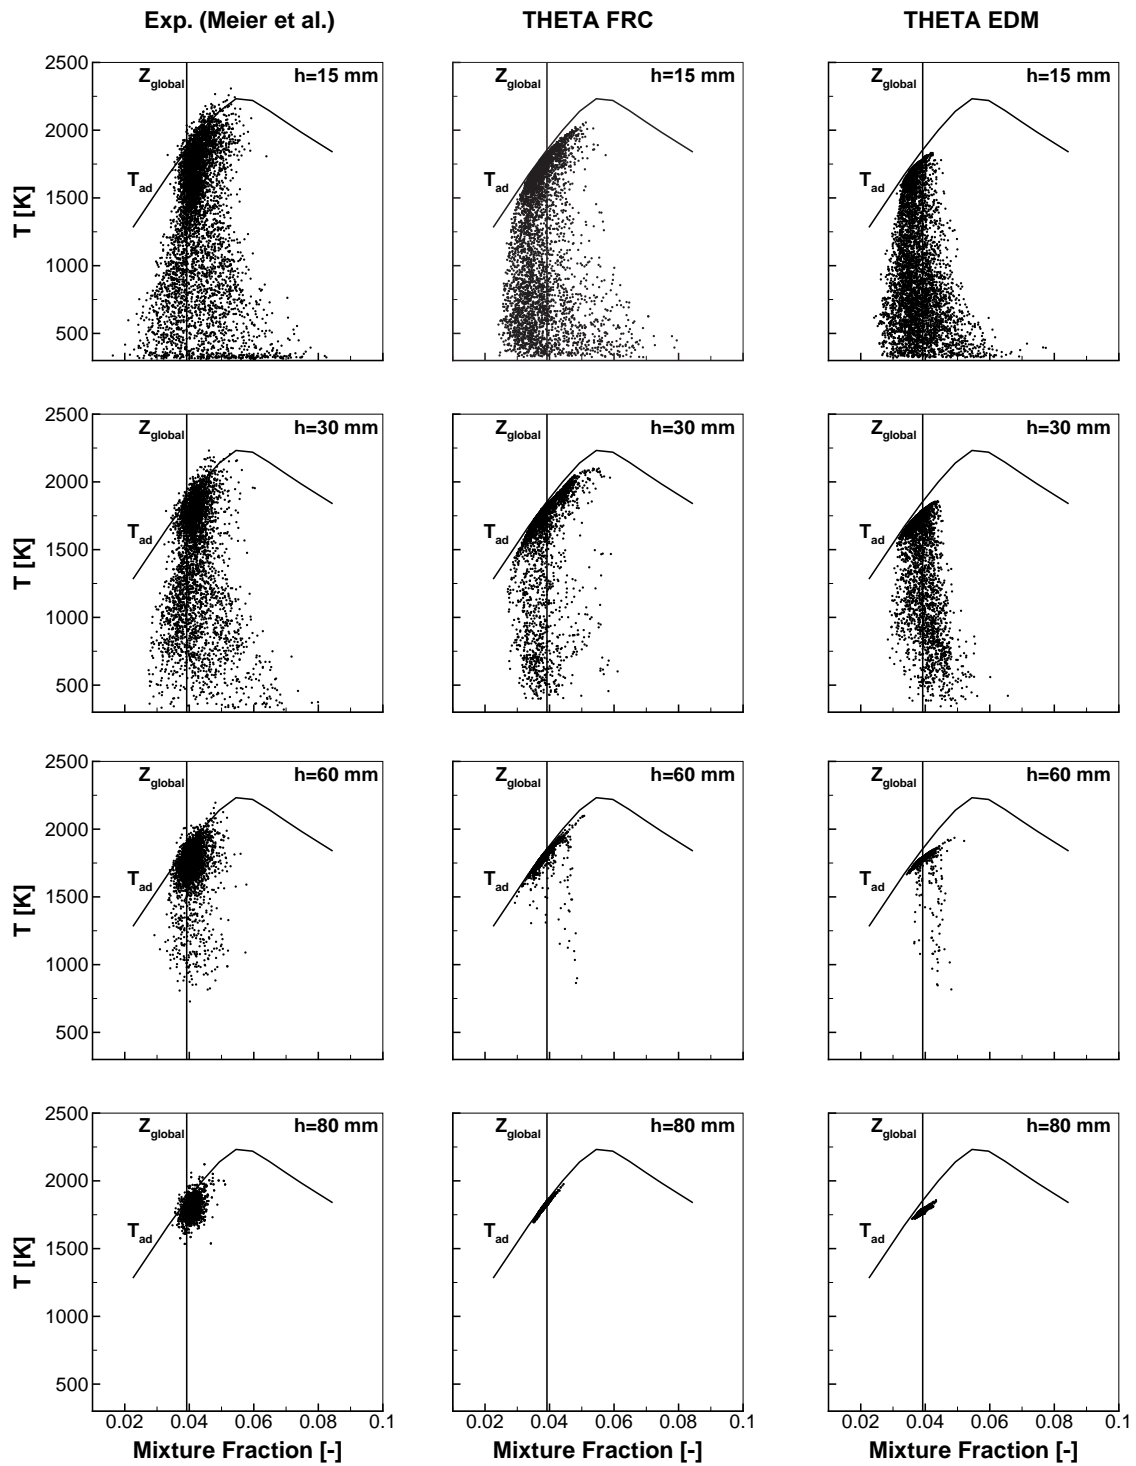 Exp. (Meier et al.) THETA FRC THETA EDM
2500 Z_global h=15 mm Z_global h=15 mm Z_global h=15 mm
2000
T_ad T_ad T_ad
1500
T [K]
1000
500
2500 Z_global h=30 mm Z_global h=30 mm Z_global h=30 mm
2000
T_ad T_ad T_ad
1500
T [K]
1000
500
2500 Z_global h=60 mm Z_global h=60 mm Z_global h=60 mm
2000
T_ad T_ad T_ad
1500
T [K]
1000
500
2500 Z_global h=80 mm Z_global h=80 mm Z_global h=80 mm
2000
T_ad T_ad T_ad
1500
T [K]
1000
500
0.02 0.04 0.06 0.08 0.1 0.02 0.04 0.06 0.08 0.1 0.02 0.04 0.06 0.08 0.1
Mixture Fraction [-] Mixture Fraction [-] Mixture Fraction [-]